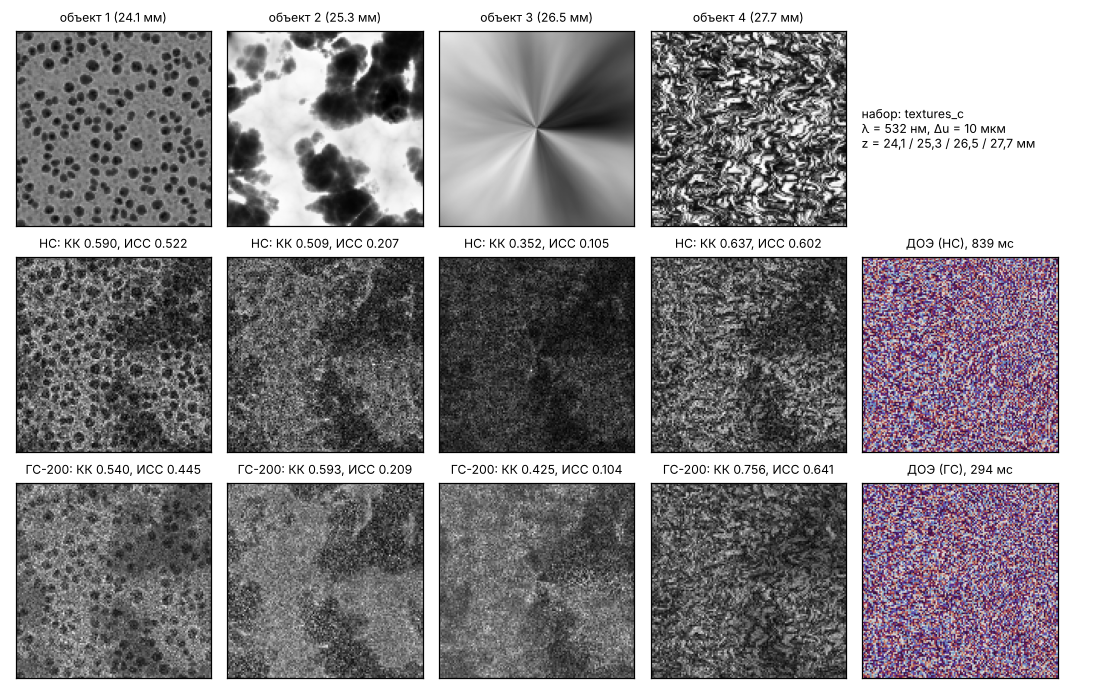 объект 1 (24.1 мм)
объект 2 (25.3 мм)
объект 3 (26.5 мм)
объект 4 (27.7 мм)
набор: textures_c
λ = 532 нм, Δu = 10 мкм
z = 24,1 / 25,3 / 26,5 / 27,7 мм
НС: КК 0.590, ИСС 0.522
НС: КК 0.509, ИСС 0.207
НС: КК 0.352, ИСС 0.105
НС: КК 0.637, ИСС 0.602
ДОЭ (НС), 839 мс
ГС-200: КК 0.540, ИСС 0.445
ГС-200: КК 0.593, ИСС 0.209
ГС-200: КК 0.425, ИСС 0.104
ГС-200: КК 0.756, ИСС 0.641
ДОЭ (ГС), 294 мс